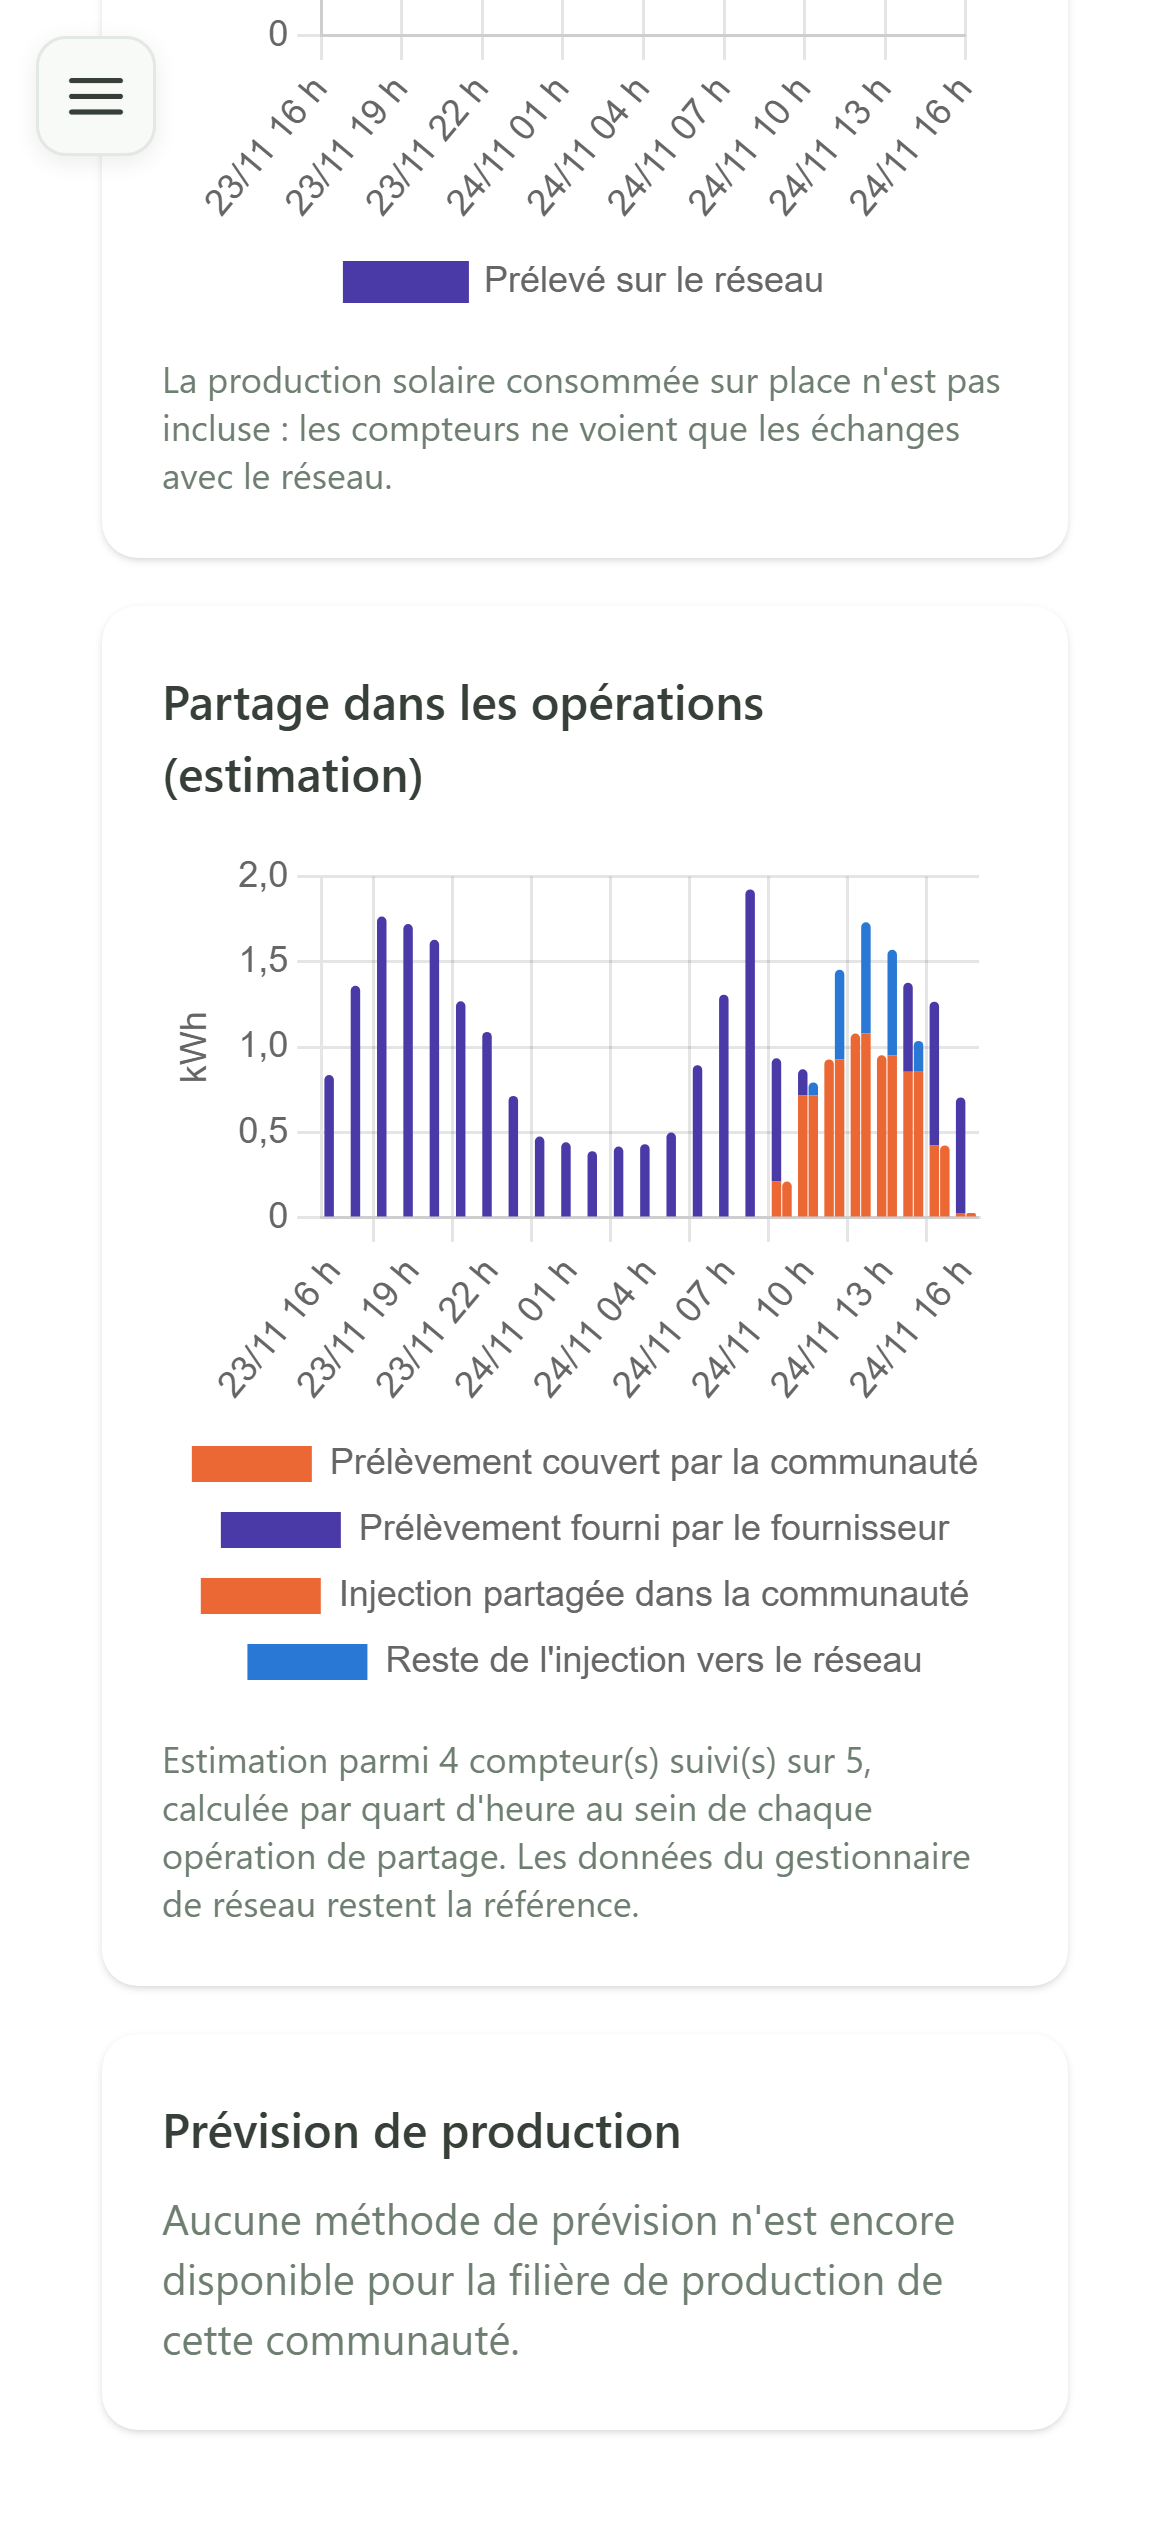 0
23/11 16 h
23/11 19 h
23/11 22 h
24/11 01 h
24/11 04 h
24/11 07 h
24/11 10 h
24/11 13 h
24/11 16 h
Prélevé sur le réseau
La production solaire consommée sur place n'est pas
incluse : les compteurs ne voient que les échanges
avec le réseau.
Partage dans les opérations
(estimation)
2,0
1,5
1,0
0,5
0
kWh
23/11 16 h
23/11 19 h
23/11 22 h
24/11 01 h
24/11 04 h
24/11 07 h
24/11 10 h
24/11 13 h
24/11 16 h
Prélèvement couvert par la communauté
Prélèvement fourni par le fournisseur
Injection partagée dans la communauté
Reste de l'injection vers le réseau
Estimation parmi 4 compteur(s) suivi(s) sur 5,
calculée par quart d'heure au sein de chaque
opération de partage. Les données du gestionnaire
de réseau restent la référence.
Prévision de production
Aucune méthode de prévision n'est encore
disponible pour la filière de production de
cette communauté.